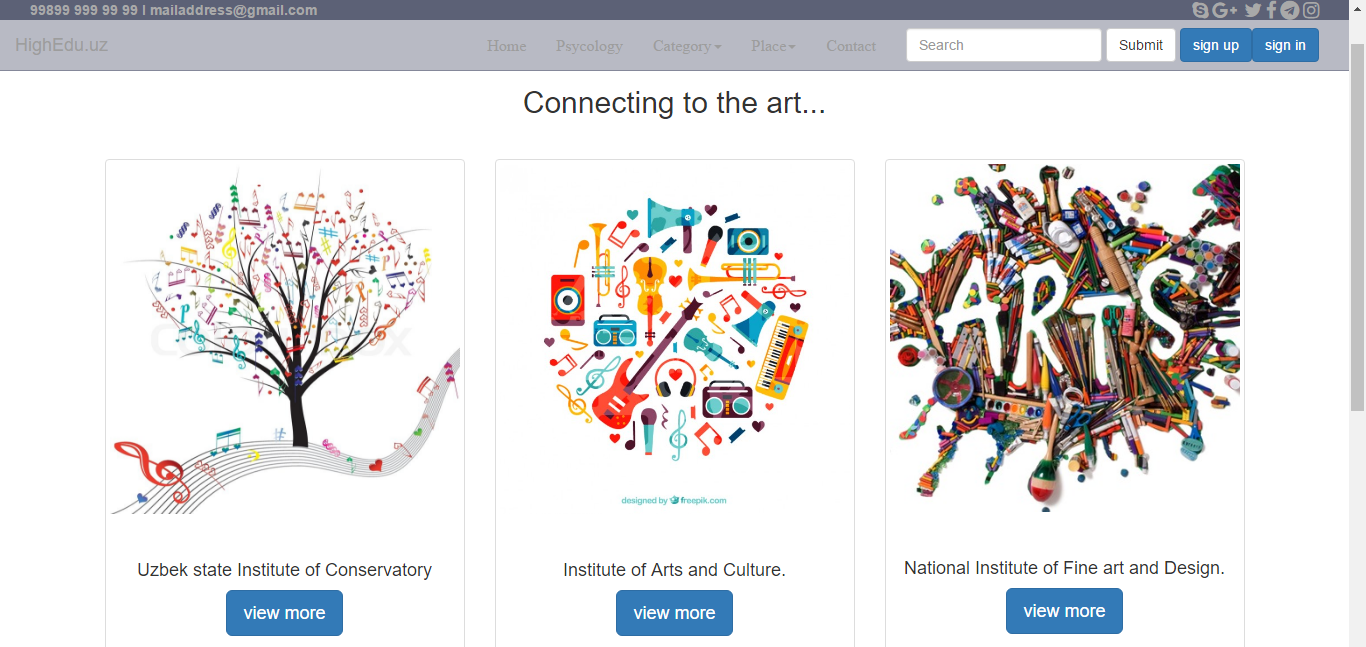 99899 999 99 99 I mailaddress@gmail.com
HighEdu.uz
Home Psycology Category Place Contact Search Submit sign up sign in
Connecting to the art...
ARTS
designed by freepik.com
Uzbek state Institute of Conservatory
Institute of Arts and Culture.
National Institute of Fine art and Design.
view more
view more
view more